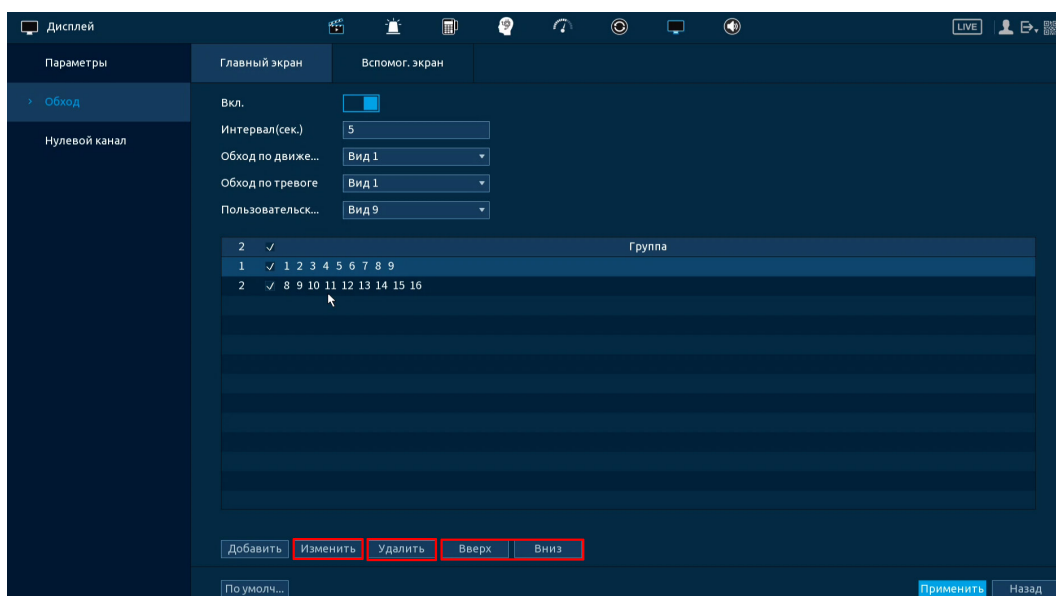 Дисплей
LIVE
Параметры
Обход
Нулевой канал
Главный экран Вспомог. экран
Вкл.
Интервал(сек.) 5
Обход по движе... Вид 1
Обход по тревоге Вид 1
Пользовательск... Вид 9
2 Группа
1 1 2 3 4 5 6 7 8 9
2 8 9 10 11 12 13 14 15 16
Добавить Изменить Удалить Вверх Вниз
По умолч... Применить Назад